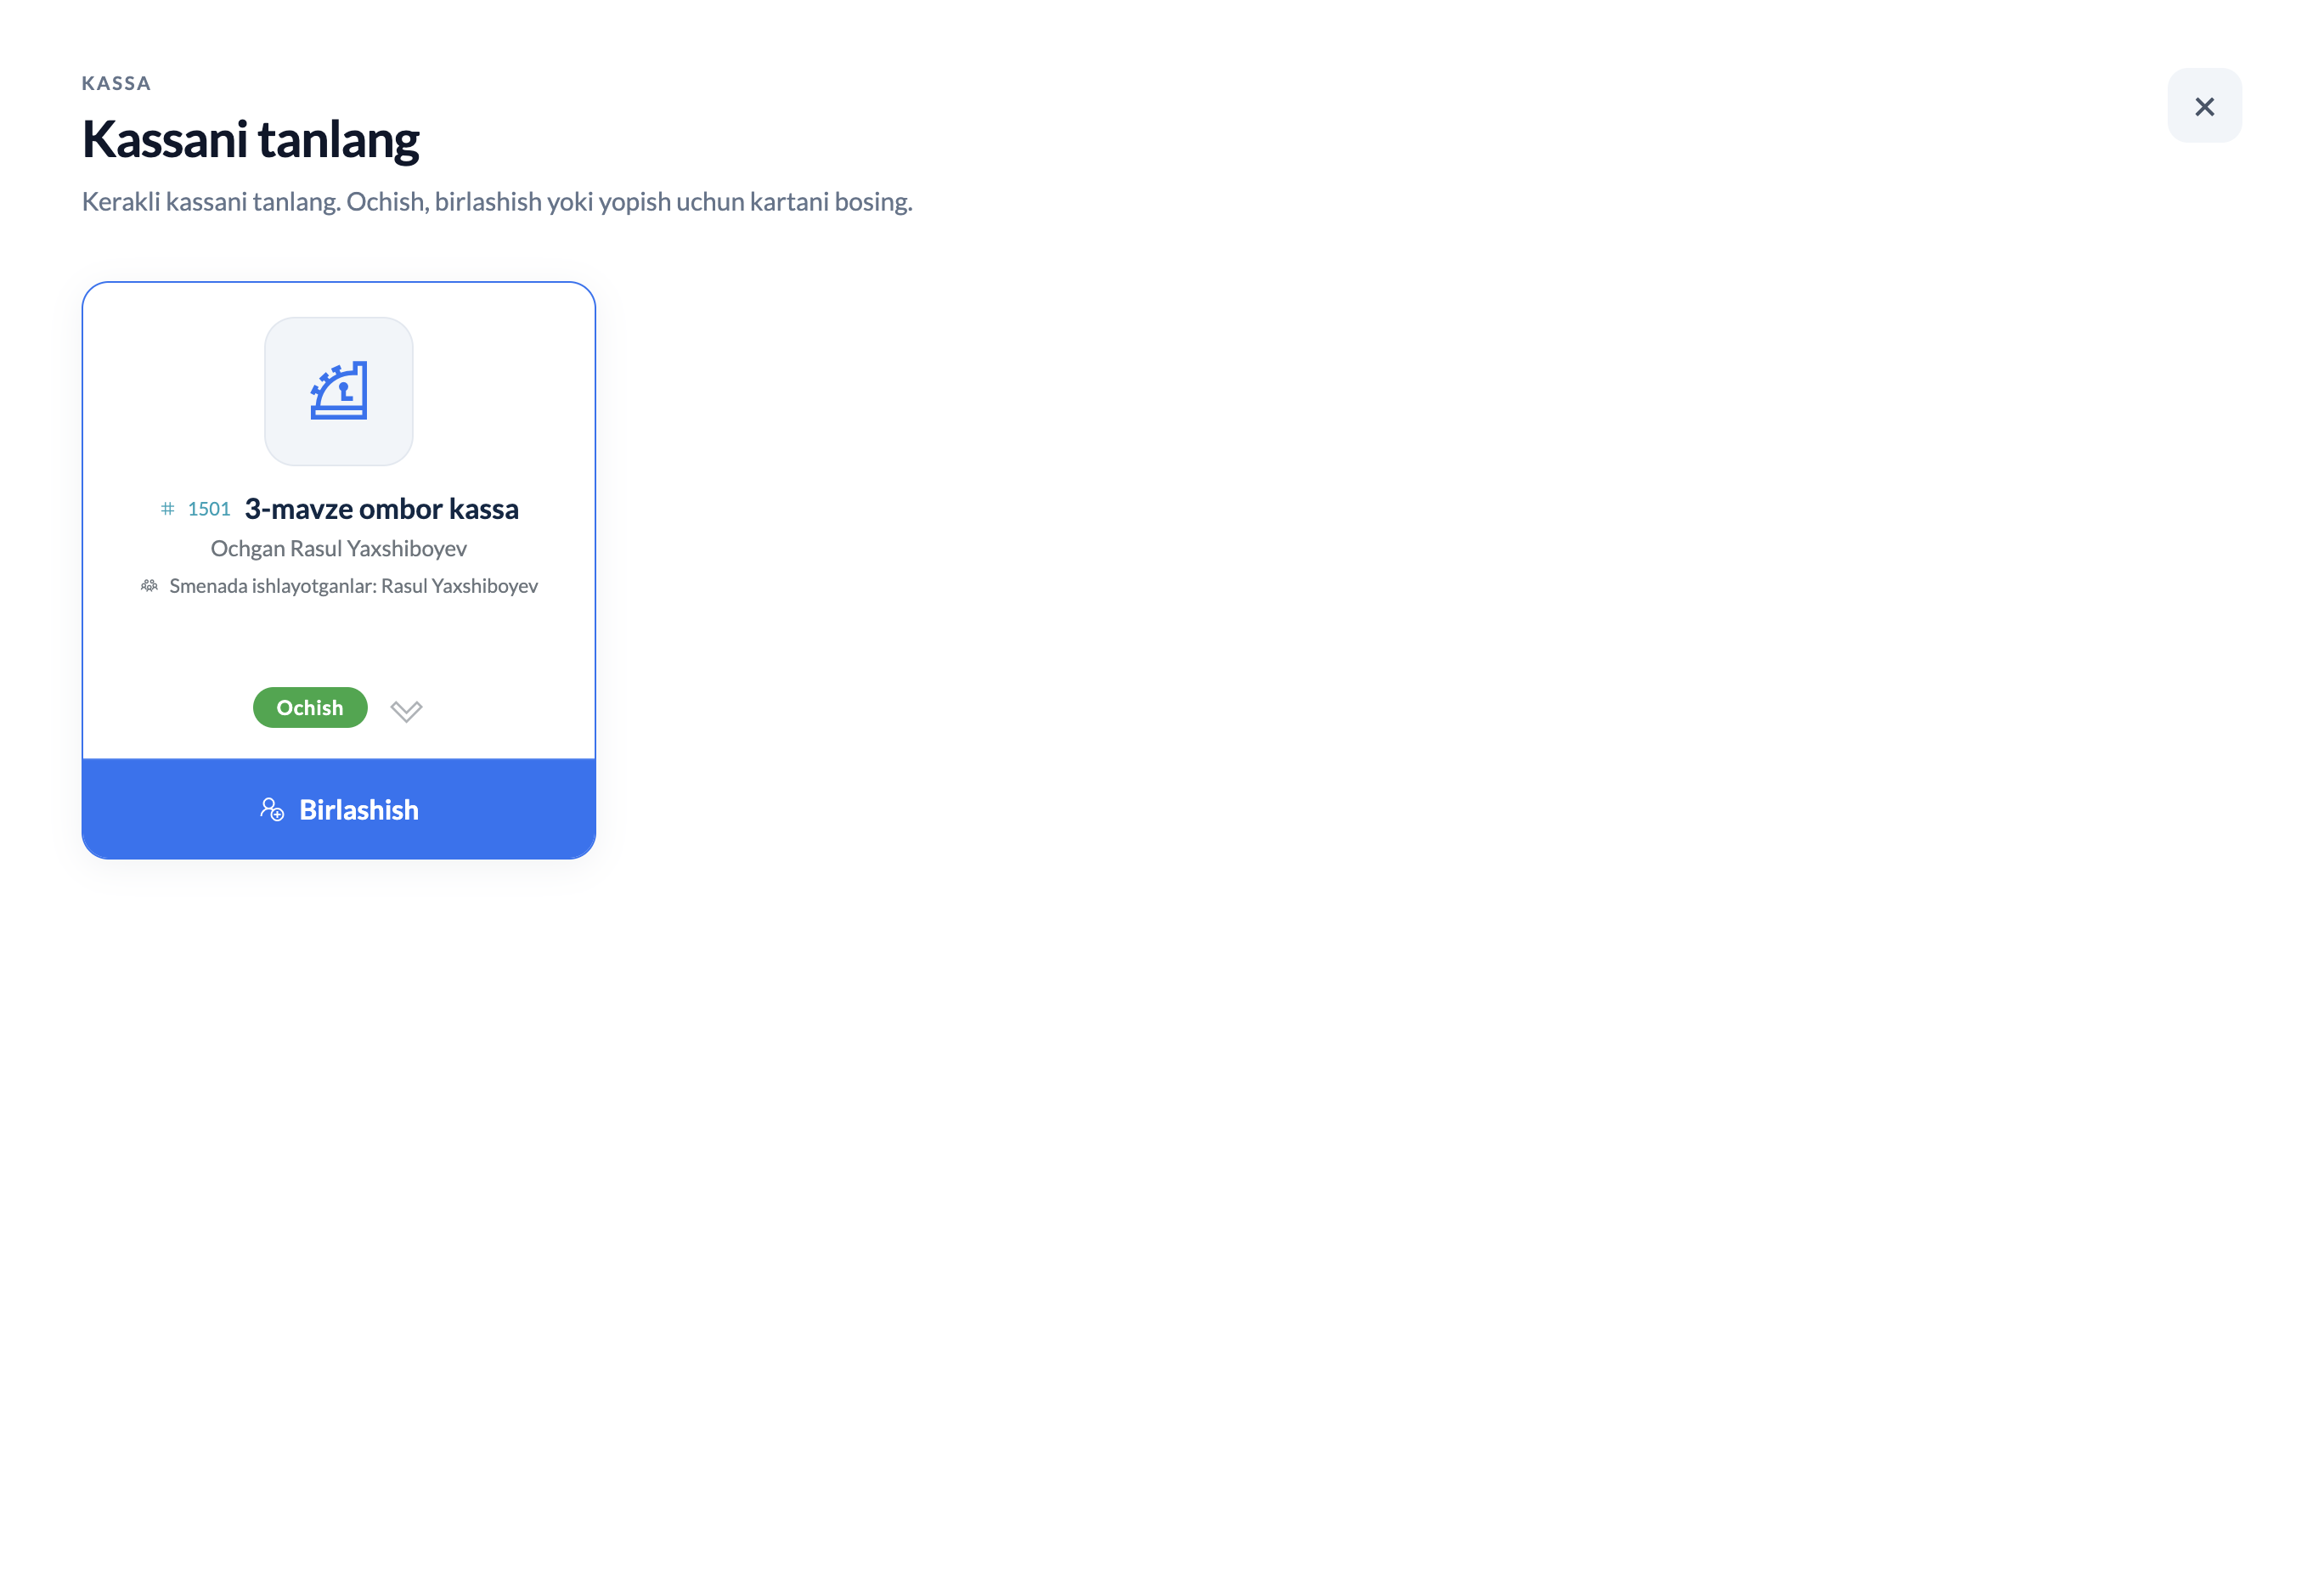 KASSA
Kassani tanlang
Kerakli kassani tanlang. Ochish, birlashish yoki yopish uchun kartani bosing.
# 1501 3-mavze ombor kassa
Ochgan Rasul Yaxshiboyev
Smenada ishlayotganlar: Rasul Yaxshiboyev
Ochish
Birlashish